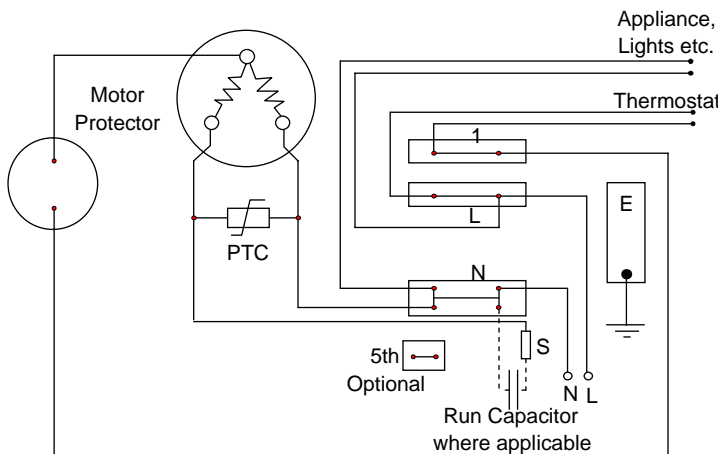 Appliance,
Lights etc.
Motor
Protector
Thermostat
1
L
E
PTC
N
S
5th
Optional
N L
Run Capacitor
where applicable